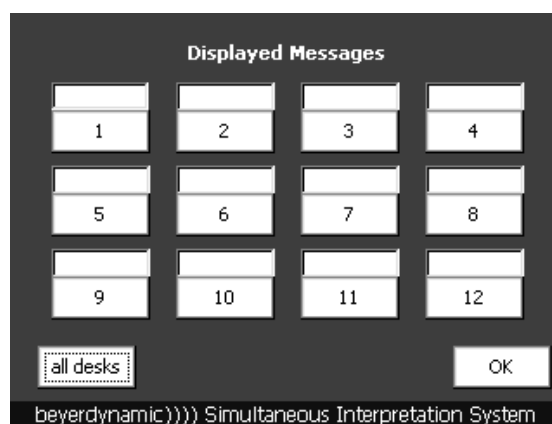 Displayed Messages
1 2 3 4
5 6 7 8
9 10 11 12
all desks OK
beyerdynamic)))) Simultaneous Interpretation System